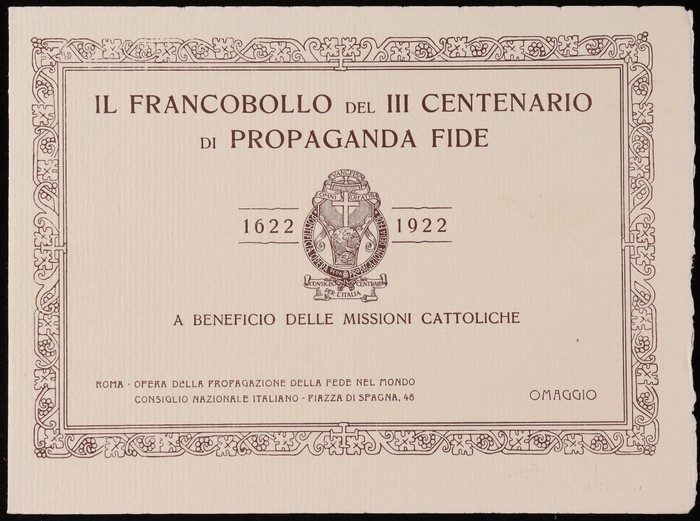 IL FRANCOBOLLO DEL III CENTENARIO
DI PROPAGANDA FIDE
1622 1922
CONSIGLIO CENTRALE
PER L'ITALIA
A BENEFICIO DELLE MISSIONI CATTOLICHE
ROMA - OPERA DELLA PROPAGAZIONE DELLA FEDE NEL MONDO
CONSIGLIO NAZIONALE ITALIANO - PIAZZA DI SPAGNA, 48
OMAGGIO